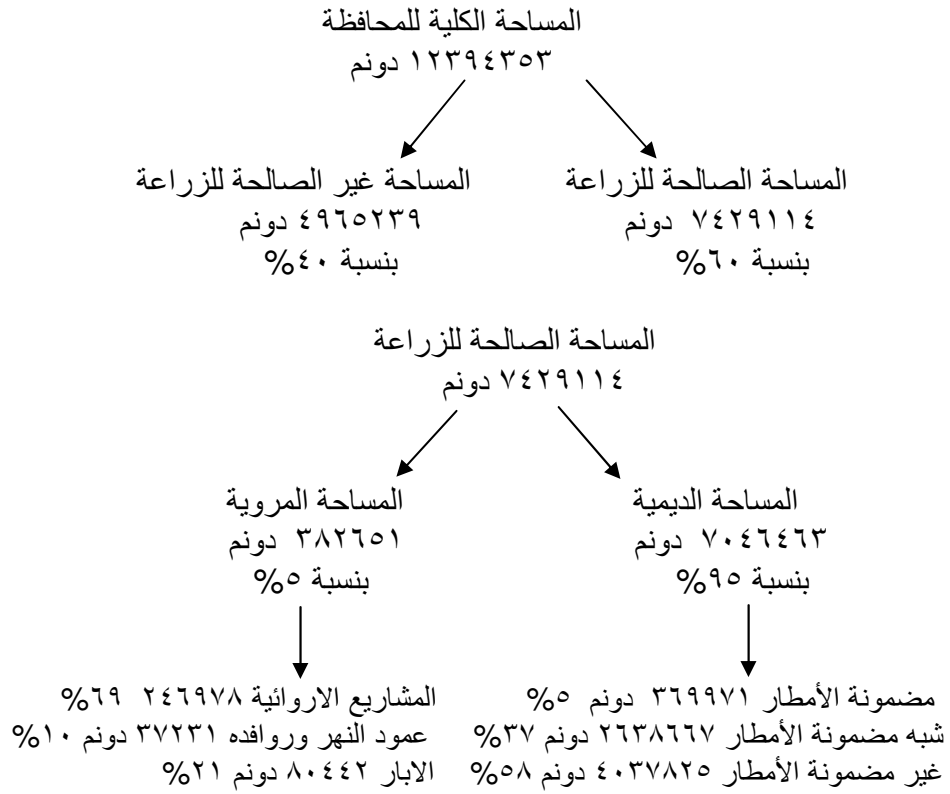 المساحة الكلية للمحافظة
١٢٣٩٤٣٥٣ دونم
المساحة الصالحة للزراعة
٧٤٢٩١١٤ دونم
بنسبة ٦٠%
المساحة غير الصالحة للزراعة
٤٩٦٥٢٣٩ دونم
بنسبة ٤٠%
المساحة الصالحة للزراعة
٧٤٢٩١١٤ دونم
المساحة الديمية
٧٠٤٦٤٦٣ دونم
بنسبة ٩٥%
المساحة المروية
٣٨٢٦٥١ دونم
بنسبة ٥%
مضمونة الأمطار ٣٦٩٩٧١ دونم ٥%
شبه مضمونة الأمطار ٢٦٣٨٦٦٧ دونم ٣٧%
غير مضمونة الأمطار ٤٠٣٧٨٢٥ دونم ٥٨%
المشاريع الاروائية ٢٤٦٩٧٨ ٦٩%
عمود النهر وروافده ٣٧٢٣١ دونم ١٠%
الابار ٨٠٤٤٢ دونم ٢١%